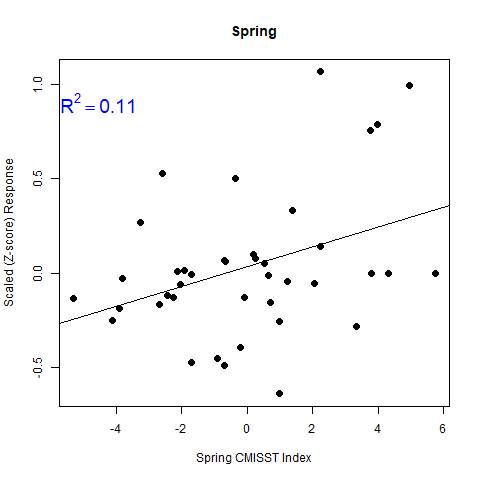 Spring
R² = 0.11
Scaled (Z-score) Response
1.0
0.5
0.0
-0.5
-4 -2 0 2 4 6
Spring CMISST Index